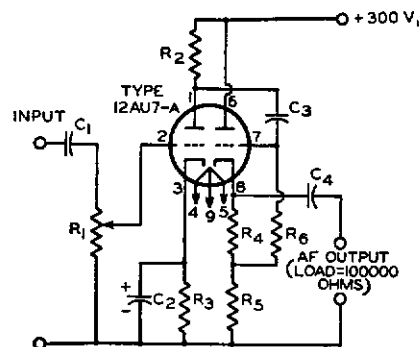 +300 V.
R2
TYPE
12AU7-A
1
6
C3
INPUT
C1
2
7
C4
3
4
9
5
8
R1
R4
R6
AF OUTPUT
(LOAD=100000
OHMS)
+
-
C2
R3
R5